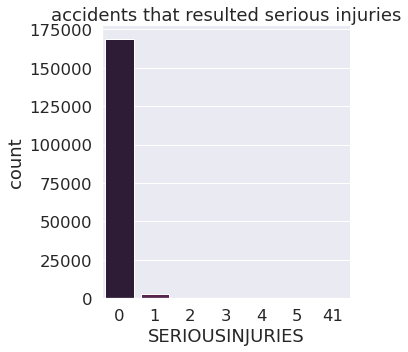 accidents that resulted serious injuries
175000
150000
125000
100000
75000
50000
25000
0
count
0 1 2 3 4 5 41
SERIOUSINJURIES